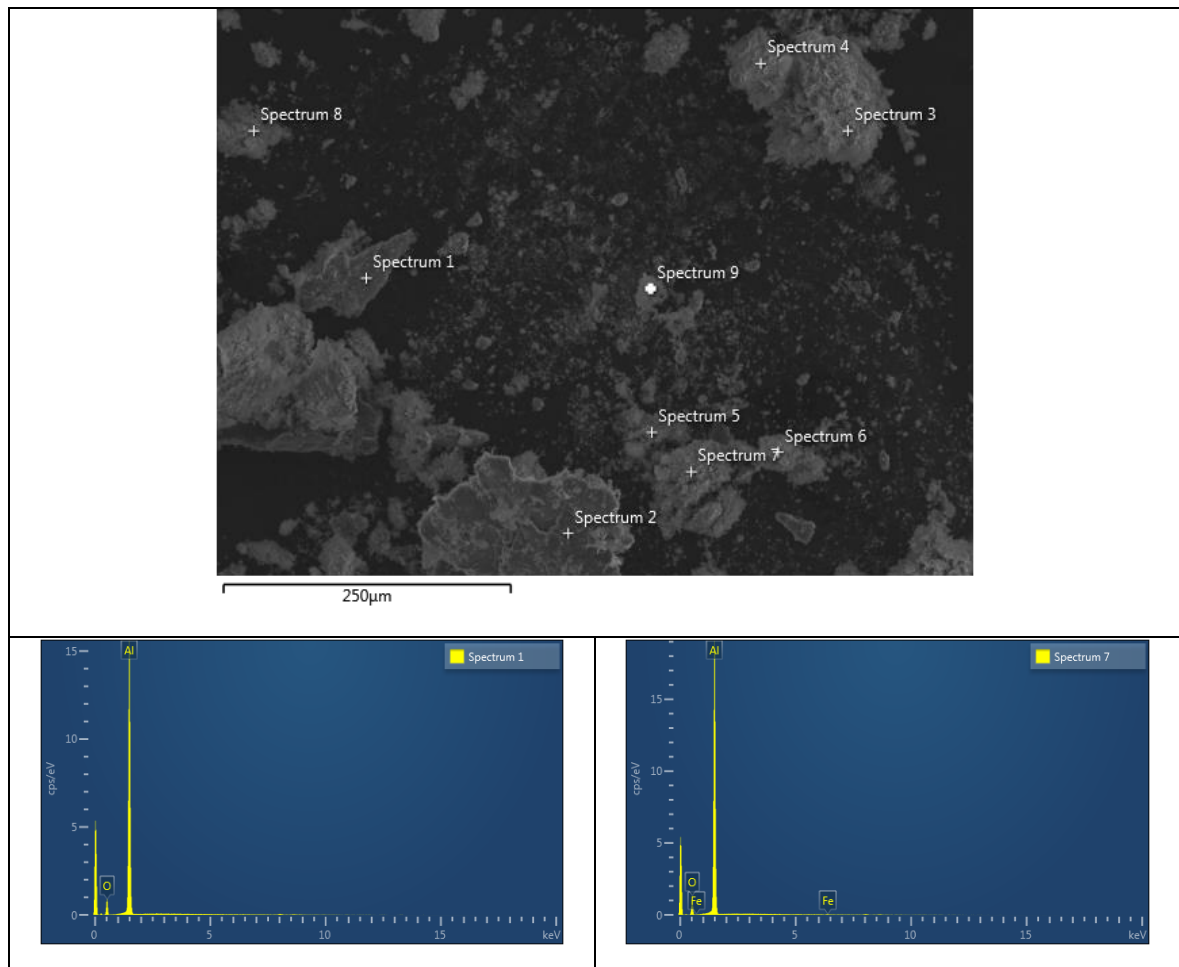 Spectrum 4
Spectrum 8
Spectrum 3
Spectrum 1
Spectrum 9
Spectrum 5
Spectrum 6
Spectrum 7
Spectrum 2
250µm
15
Al
Spectrum 1
10
cps/eV
5
O
0
0
5
10
15
keV
Al
Spectrum 7
15
10
cps/eV
5
O
Fe
Fe
0
0
5
10
15
keV